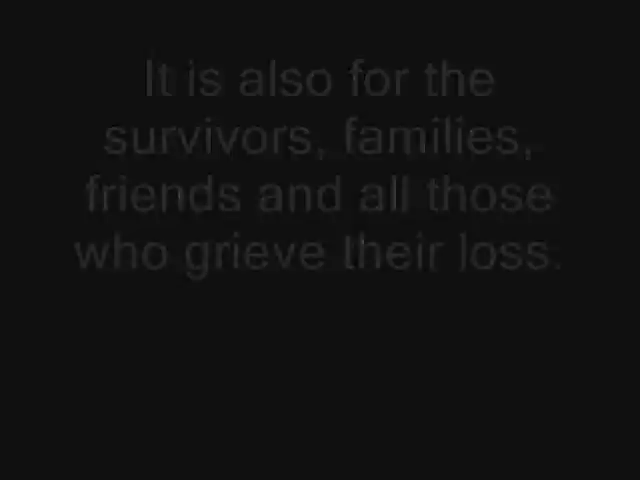 It is also for the
survivors, families,
friends and all those
who grieve their loss.